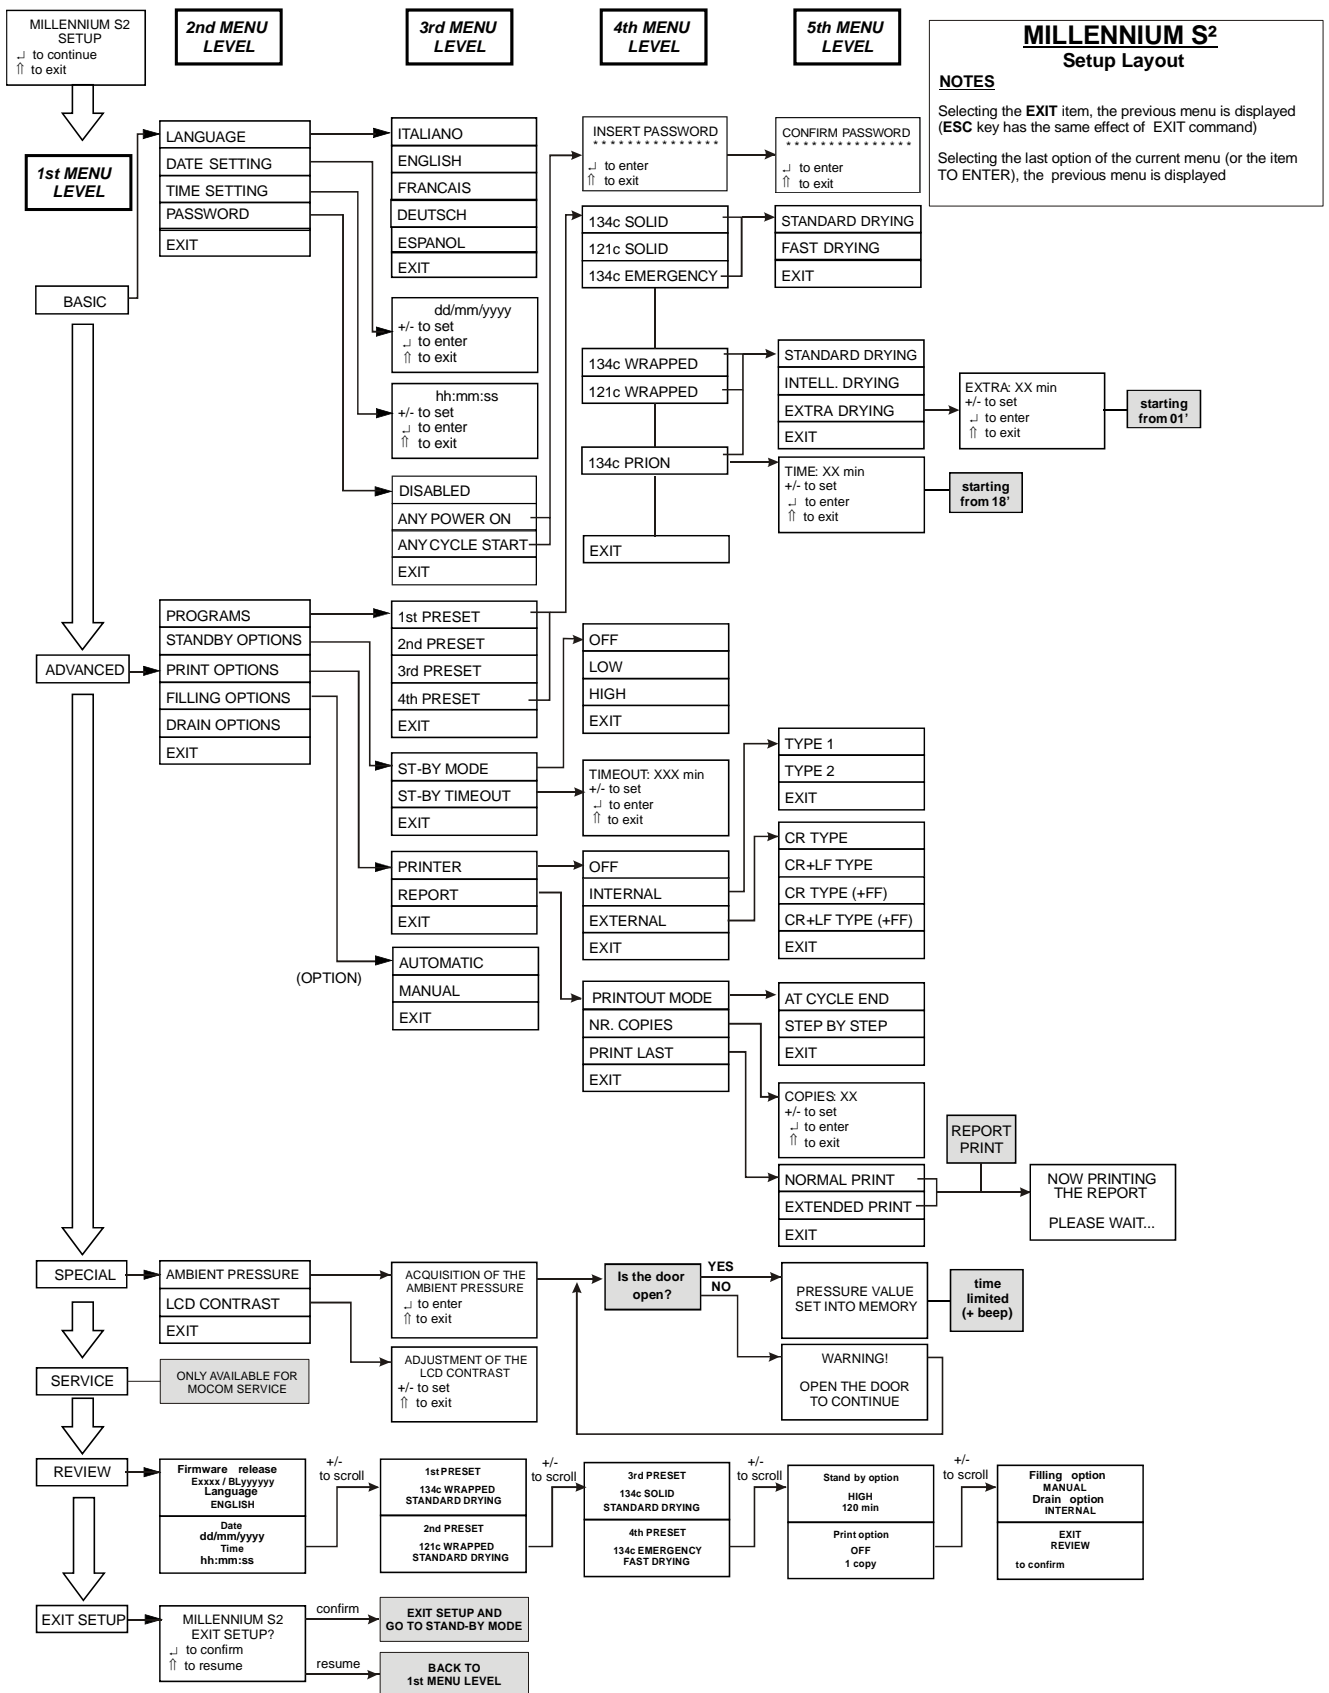 MILLENNIUM S2
SETUP
↵ to continue
⇑ to exit
2nd MENU
LEVEL
3rd MENU
LEVEL
4th MENU
LEVEL
5th MENU
LEVEL
MILLENNIUM S²
Setup Layout
NOTES
Selecting the EXIT item, the previous menu is displayed
(ESC key has the same effect of EXIT command)
Selecting the last option of the current menu (or the item
TO ENTER), the previous menu is displayed
1st MENU
LEVEL
BASIC
LANGUAGE
DATE SETTING
TIME SETTING
PASSWORD
EXIT
ITALIANO
ENGLISH
FRANCAIS
DEUTSCH
ESPANOL
EXIT
dd/mm/yyyy
+/- to set
↵ to enter
⇑ to exit
hh:mm:ss
+/- to set
↵ to enter
⇑ to exit
DISABLED
ANY POWER ON
ANY CYCLE START
EXIT
INSERT PASSWORD
* * * * * * * * * * * * * * *
↵ to enter
⇑ to exit
CONFIRM PASSWORD
* * * * * * * * * * * * * * *
↵ to enter
⇑ to exit
134c SOLID
121c SOLID
134c EMERGENCY
134c WRAPPED
121c WRAPPED
134c PRION
EXIT
STANDARD DRYING
FAST DRYING
EXIT
STANDARD DRYING
INTELL. DRYING
EXTRA DRYING
EXIT
EXTRA: XX min
+/- to set
↵ to enter
⇑ to exit
starting
from 01'
TIME: XX min
+/- to set
↵ to enter
⇑ to exit
starting
from 18'
ADVANCED
PROGRAMS
STANDBY OPTIONS
PRINT OPTIONS
FILLING OPTIONS
DRAIN OPTIONS
EXIT
1st PRESET
2nd PRESET
3rd PRESET
4th PRESET
EXIT
ST-BY MODE
ST-BY TIMEOUT
EXIT
OFF
LOW
HIGH
EXIT
TIMEOUT: XXX min
+/- to set
↵ to enter
⇑ to exit
PRINTER
REPORT
EXIT
OFF
INTERNAL
EXTERNAL
EXIT
TYPE 1
TYPE 2
EXIT
CR TYPE
CR+LF TYPE
CR TYPE (+FF)
CR+LF TYPE (+FF)
EXIT
(OPTION)
AUTOMATIC
MANUAL
EXIT
PRINTOUT MODE
NR. COPIES
PRINT LAST
EXIT
AT CYCLE END
STEP BY STEP
EXIT
COPIES: XX
+/- to set
↵ to enter
⇑ to exit
NORMAL PRINT
EXTENDED PRINT
EXIT
REPORT
PRINT
NOW PRINTING
THE REPORT
PLEASE WAIT...
SPECIAL
AMBIENT PRESSURE
LCD CONTRAST
EXIT
ACQUISITION OF THE
AMBIENT PRESSURE
↵ to enter
⇑ to exit
Is the door
open?
YES
NO
PRESSURE VALUE
SET INTO MEMORY
time
limited
(+ beep)
ADJUSTMENT OF THE
LCD CONTRAST
+/- to set
⇑ to exit
WARNING!
OPEN THE DOOR
TO CONTINUE
SERVICE
ONLY AVAILABLE FOR
MOCOM SERVICE
REVIEW
Firmware release
Exxxx / BLyyyyyy
Language
ENGLISH
Date
dd/mm/yyyy
Time
hh:mm:ss
+/-
to scroll
1st PRESET
134c WRAPPED
STANDARD DRYING
2nd PRESET
121c WRAPPED
STANDARD DRYING
+/-
to scroll
3rd PRESET
134c SOLID
STANDARD DRYING
4th PRESET
134c EMERGENCY
FAST DRYING
+/-
to scroll
Stand by option
HIGH
120 min
Print option
OFF
1 copy
+/-
to scroll
Filling option
MANUAL
Drain option
INTERNAL
EXIT
REVIEW
to confirm
EXIT SETUP
MILLENNIUM S2
EXIT SETUP?
↵ to confirm
⇑ to resume
confirm
EXIT SETUP AND
GO TO STAND-BY MODE
resume
BACK TO
1st MENU LEVEL